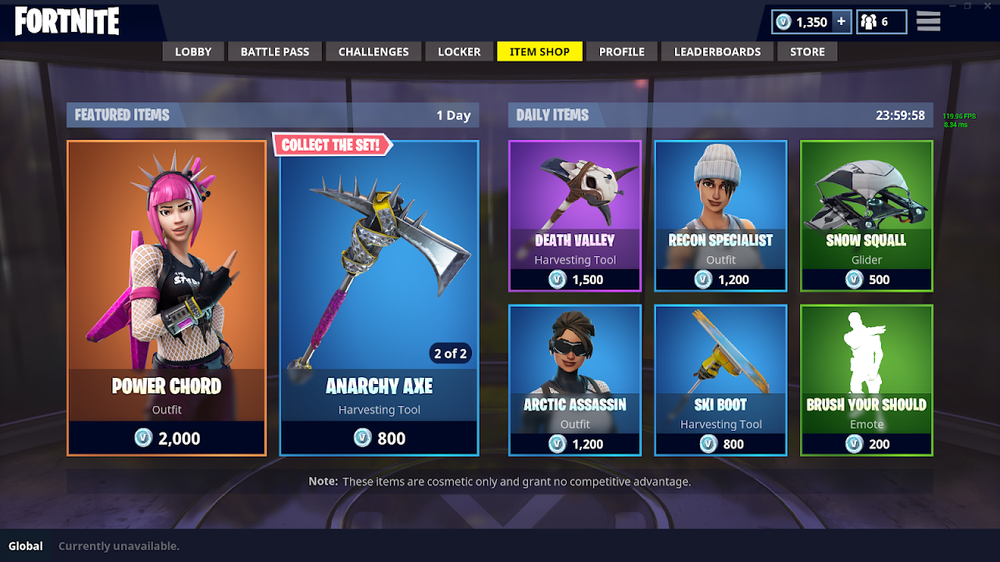 FORTNITE
1,350 +
6
LOBBY
BATTLE PASS
CHALLENGES
LOCKER
ITEM SHOP
PROFILE
LEADERBOARDS
STORE
FEATURED ITEMS
1 Day
COLLECT THE SET!
POWER CHORD
Outfit
2,000
2 of 2
ANARCHY AXE
Harvesting Tool
800
DAILY ITEMS
23:59:58
119.96 FPS
8.34 ms
DEATH VALLEY
Harvesting Tool
1,500
RECON SPECIALIST
Outfit
1,200
SNOW SQUALL
Glider
500
ARCTIC ASSASSIN
Outfit
1,200
SKI BOOT
Harvesting Tool
800
BRUSH YOUR SHOULD
Emote
200
Note: These items are cosmetic only and grant no competitive advantage.
Global Currently unavailable.